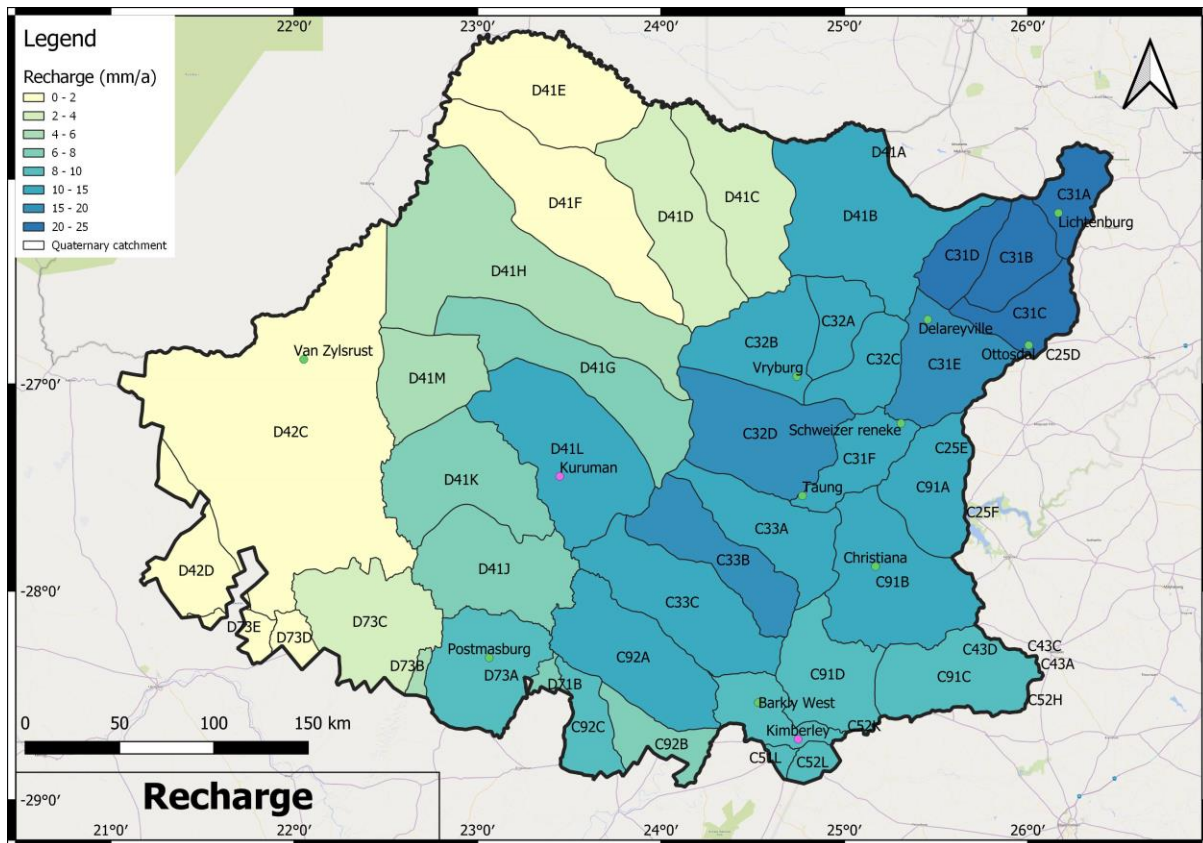 22°0'
23°0'
24°0'
25°0'
26°0'
Legend
Recharge (mm/a)
0 - 2
2 - 4
4 - 6
6 - 8
8 - 10
10 - 15
15 - 20
20 - 25
Quaternary catchment
D41E
D41A
C31A
D41F
D41D
D41C
D41B
Lichtenburg
C31D
C31B
D41H
C31C
Delareyville
C32A
C32B
C32C
C31E
Ottosdal
C25D
Van Zylsrust
D41G
Vryburg
D41M
-27°0'
D42C
C32D
Schweizer reneke
D41L
C31F
C25E
Kuruman
D41K
Taung
C91A
C25F
C33A
C33B
Christiana
D42D
D41J
C91B
-28°0'
C33C
D73E
D73D
D73C
C43D
C43C
Postmasburg
C92A
C43A
D73B
D73A
D71B
C91D
C91C
Barkly West
C52H
0 50 100 150 km
C92C
Kimberley
C52K
C92B
C51L
C52L
Recharge
-29°0'
21°0'
22°0'
23°0'
24°0'
25°0'
26°0'